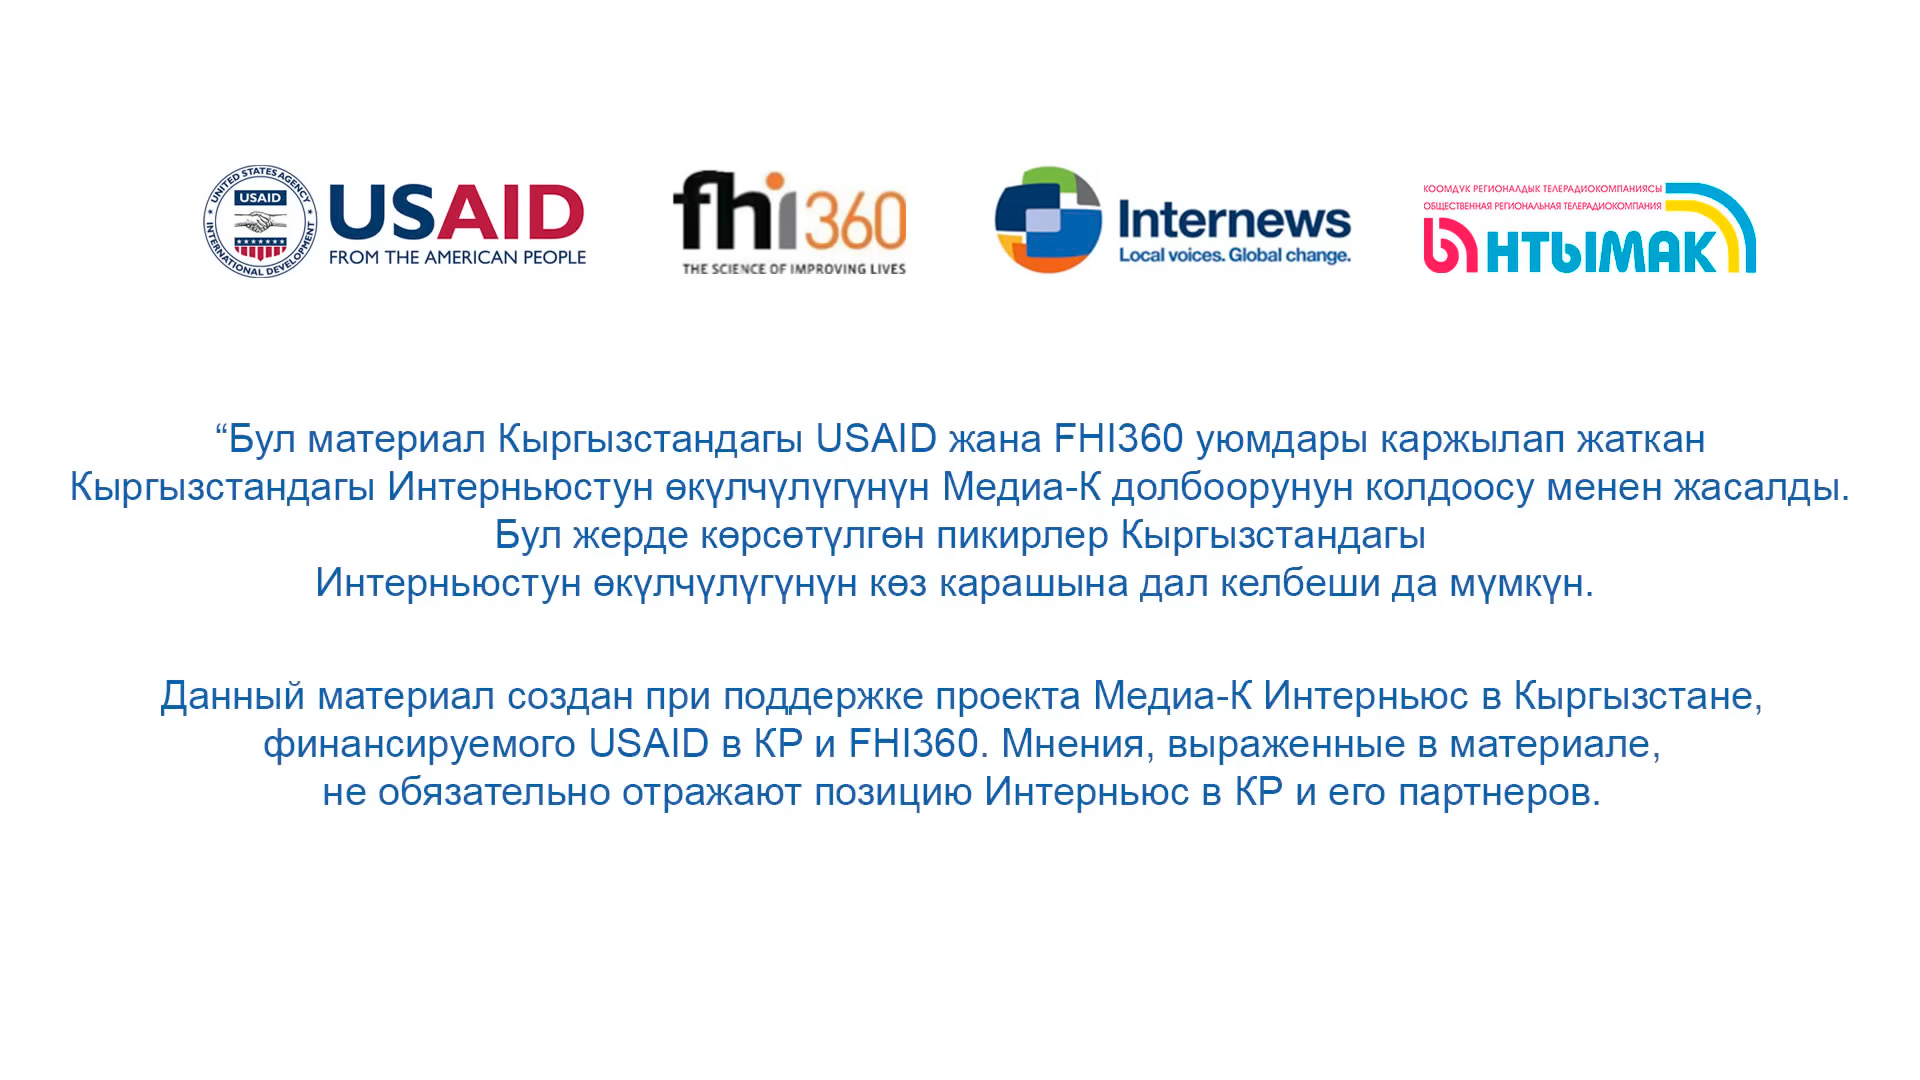 UNITED STATES AGENCY
INTERNATIONAL DEVELOPMENT
USAID
USAID
FROM THE AMERICAN PEOPLE
fhi360
THE SCIENCE OF IMPROVING LIVES
Internews
Local voices. Global change.
КООМДУК РЕГИОНАЛДЫК ТЕЛЕРАДИОКОМПАНИЯСЫ
ОБЩЕСТВЕННАЯ РЕГИОНАЛЬНАЯ ТЕЛЕРАДИОКОМПАНИЯ
ЫНТЫМАК
“Бул материал Кыргызстандагы USAID жана FHI360 уюмдары каржылап жаткан
Кыргызстандагы Интерньюстун өкүлчүлүгүнүн Медиа-К долбоорунун колдоосу менен жасалды.
Бул жерде көрсөтүлгөн пикирлер Кыргызстандагы
Интерньюстун өкүлчүлүгүнүн көз карашына дал келбеши да мүмкүн.
Данный материал создан при поддержке проекта Медиа-К Интерньюс в Кыргызстане,
финансируемого USAID в КР и FHI360. Мнения, выраженные в материале,
не обязательно отражают позицию Интерньюс в КР и его партнеров.